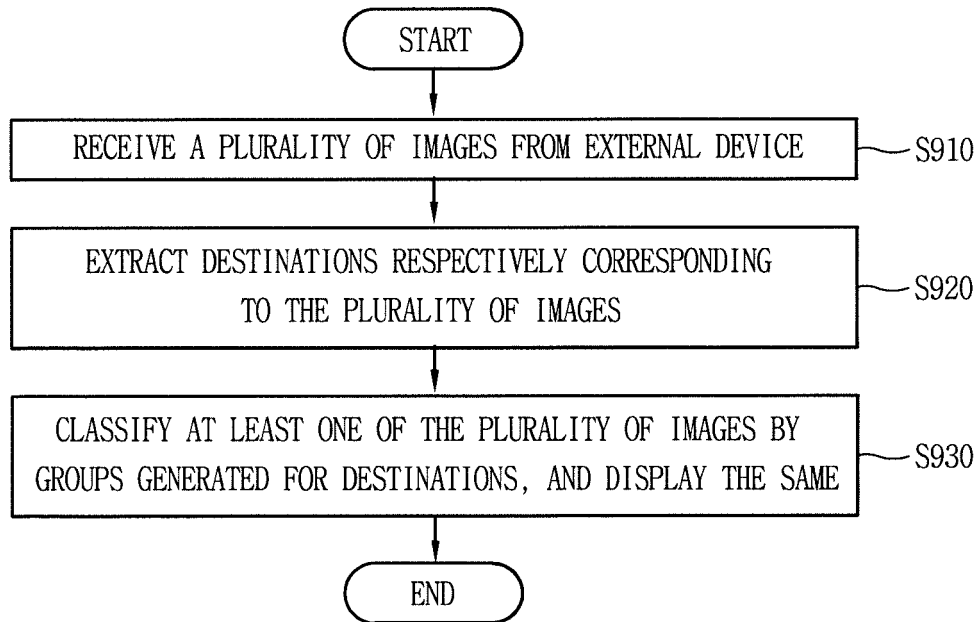 START
RECEIVE A PLURALITY OF IMAGES FROM EXTERNAL DEVICE
S910
EXTRACT DESTINATIONS RESPECTIVELY CORRESPONDING
TO THE PLURALITY OF IMAGES
S920
CLASSIFY AT LEAST ONE OF THE PLURALITY OF IMAGES BY
GROUPS GENERATED FOR DESTINATIONS, AND DISPLAY THE SAME
S930
END